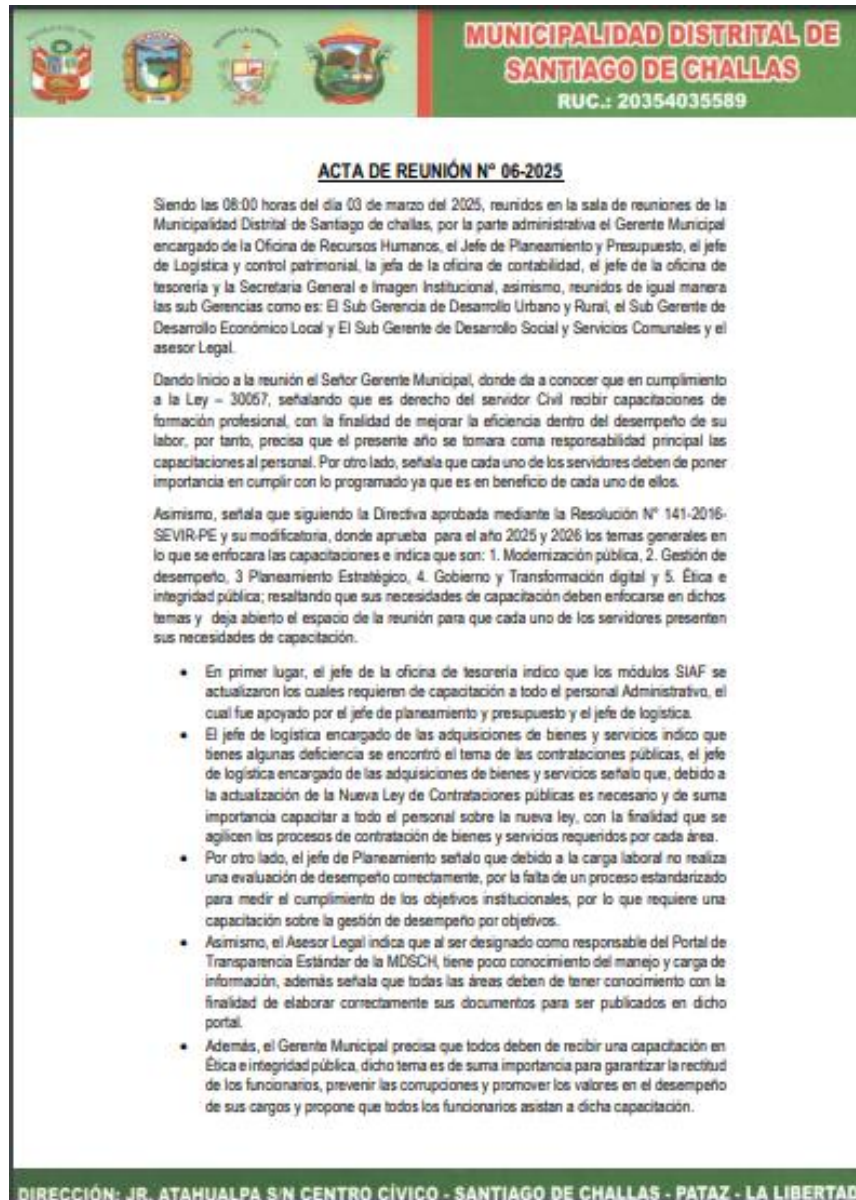 MUNICIPALIDAD DISTRITAL DE
SANTIAGO DE CHALLAS
RUC.: 20354035589
ACTA DE REUNIÓN N° 06-2025
Siendo las 08:00 horas del día 03 de marzo del 2025, reunidos en la sala de reuniones de la
Municipalidad Distrital de Santiago de challas, por la parte administrativa el Gerente Municipal
encargado de la Oficina de Recursos Humanos, el Jefe de Planeamiento y Presupuesto, el jefe
de Logística y control patrimonial, la jefa de la oficina de contabilidad, el jefe de la oficina de
tesorería y la Secretaria General e Imagen Institucional, asimismo, reunidos de igual manera
las sub Gerencias como es: El Sub Gerencia de Desarrollo Urbano y Rural, el Sub Gerente de
Desarrollo Económico Local y El Sub Gerente de Desarrollo Social y Servicios Comunales y el
asesor Legal.
Dando Inicio a la reunión el Señor Gerente Municipal, donde da a conocer que en cumplimiento
a la Ley – 30057, señalando que es derecho del servidor Civil recibir capacitaciones de
formación profesional, con la finalidad de mejorar la eficiencia dentro del desempeño de su
labor, por tanto, precisa que el presente año se tomara coma responsabilidad principal las
capacitaciones al personal. Por otro lado, señala que cada uno de los servidores deben de poner
importancia en cumplir con lo programado ya que es en beneficio de cada uno de ellos.
Asimismo, señala que siguiendo la Directiva aprobada mediante la Resolución N° 141-2016-
SEVIR-PE y su modificatoria, donde aprueba para el año 2025 y 2026 los temas generales en
lo que se enfocara las capacitaciones e indica que son: 1. Modernización pública, 2. Gestión de
desempeño, 3 Planeamiento Estratégico, 4. Gobierno y Transformación digital y 5. Ética e
integridad pública; resaltando que sus necesidades de capacitación deben enfocarse en dichos
temas y deja abierto el espacio de la reunión para que cada uno de los servidores presenten
sus necesidades de capacitación.
• En primer lugar, el jefe de la oficina de tesorería indico que los módulos SIAF se
actualizaron los cuales requieren de capacitación a todo el personal Administrativo, el
cual fue apoyado por el jefe de planeamiento y presupuesto y el jefe de logística.
• El jefe de logística encargado de las adquisiciones de bienes y servicios indico que
tienes algunas deficiencia se encontró el tema de las contrataciones públicas, el jefe
de logística encargado de las adquisiciones de bienes y servicios señalo que, debido a
la actualización de la Nueva Ley de Contrataciones públicas es necesario y de suma
importancia capacitar a todo el personal sobre la nueva ley, con la finalidad que se
agilicen los procesos de contratación de bienes y servicios requeridos por cada área.
• Por otro lado, el jefe de Planeamiento señalo que debido a la carga laboral no realiza
una evaluación de desempeño correctamente, por la falta de un proceso estandarizado
para medir el cumplimiento de los objetivos institucionales, por lo que requiere una
capacitación sobre la gestión de desempeño por objetivos.
• Asimismo, el Asesor Legal indica que al ser designado como responsable del Portal de
Transparencia Estándar de la MDSCH, tiene poco conocimiento del manejo y carga de
información, además señala que todas las áreas deben de tener conocimiento con la
finalidad de elaborar correctamente sus documentos para ser publicados en dicho
portal.
• Además, el Gerente Municipal precisa que todos deben de recibir una capacitación en
Ética e integridad pública, dicho tema es de suma importancia para garantizar la rectitud
de los funcionarios, prevenir las corrupciones y promover los valores en el desempeño
de sus cargos y propone que todos los funcionarios asistan a dicha capacitación.
DIRECCIÓN: JR. ATAHUALPA S/N CENTRO CÍVICO - SANTIAGO DE CHALLAS - PATAZ - LA LIBERTAD